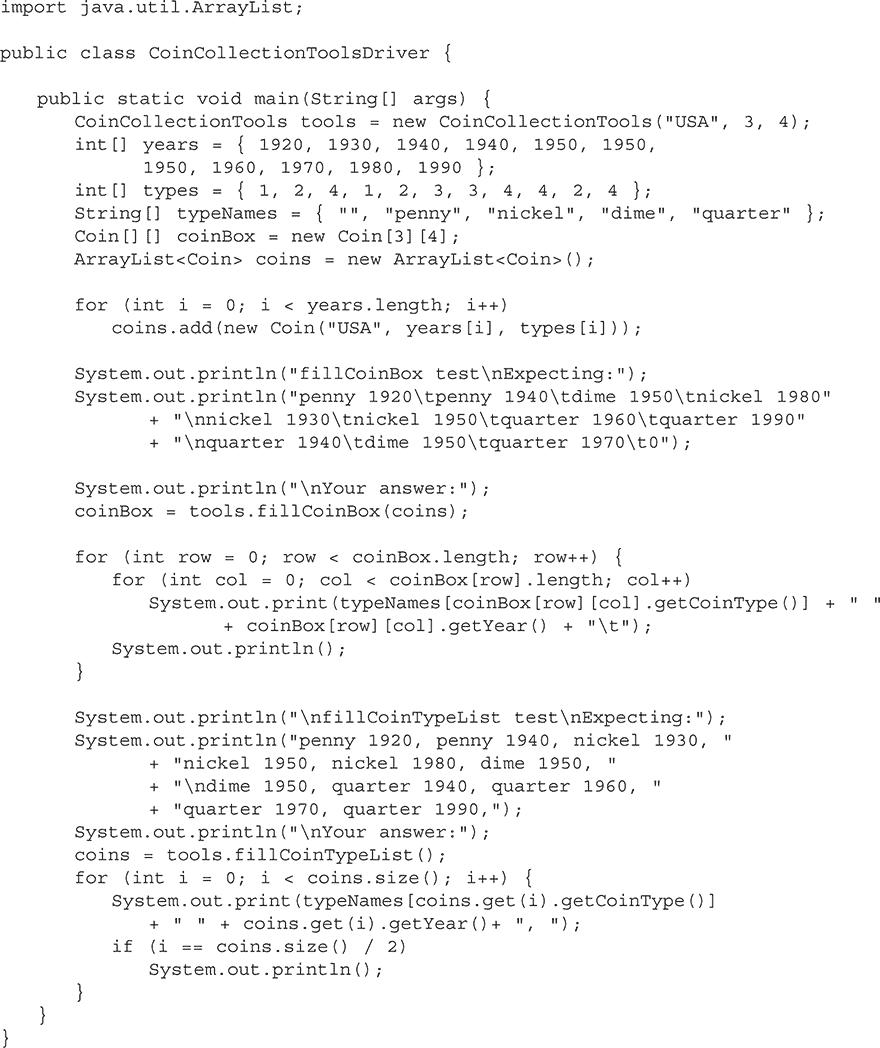 import java.util.ArrayList;
public class CoinCollectionToolsDriver {
public static void main(String[] args) {
CoinCollectionTools tools = new CoinCollectionTools("USA", 3, 4);
int[] years = { 1920, 1930, 1940, 1940, 1950, 1950,
1950, 1960, 1970, 1980, 1990 };
int[] types = { 1, 2, 4, 1, 2, 3, 3, 4, 4, 2, 4 };
String[] typeNames = { "", "penny", "nickel", "dime", "quarter" };
Coin[][] coinBox = new Coin[3][4];
ArrayList<Coin> coins = new ArrayList<Coin>();
for (int i = 0; i < years.length; i++)
coins.add(new Coin("USA", years[i], types[i]));
System.out.println("fillCoinBox test\nExpecting:");
System.out.println("penny 1920\tpenny 1940\tdime 1950\tnickel 1980"
+ "\nnickel 1930\tnickel 1950\tquarter 1960\tquarter 1990"
+ "\nquarter 1940\tdime 1950\tquarter 1970\t0");
System.out.println("\nYour answer:");
coinBox = tools.fillCoinBox(coins);
for (int row = 0; row < coinBox.length; row++) {
for (int col = 0; col < coinBox[row].length; col++)
System.out.print(typeNames[coinBox[row][col].getCoinType()] + " "
+ coinBox[row][col].getYear() + "\t");
System.out.println();
}
System.out.println("\nfillCoinTypeList test\nExpecting:");
System.out.println("penny 1920, penny 1940, nickel 1930, "
+ "nickel 1950, nickel 1980, dime 1950, "
+ "\ndime 1950, quarter 1940, quarter 1960, "
+ "quarter 1970, quarter 1990,");
System.out.println("\nYour answer:");
coins = tools.fillCoinTypeList();
for (int i = 0; i < coins.size(); i++) {
System.out.print(typeNames[coins.get(i).getCoinType()]
+ " " + coins.get(i).getYear()+ ", ");
if (i == coins.size() / 2)
System.out.println();
}
}
}